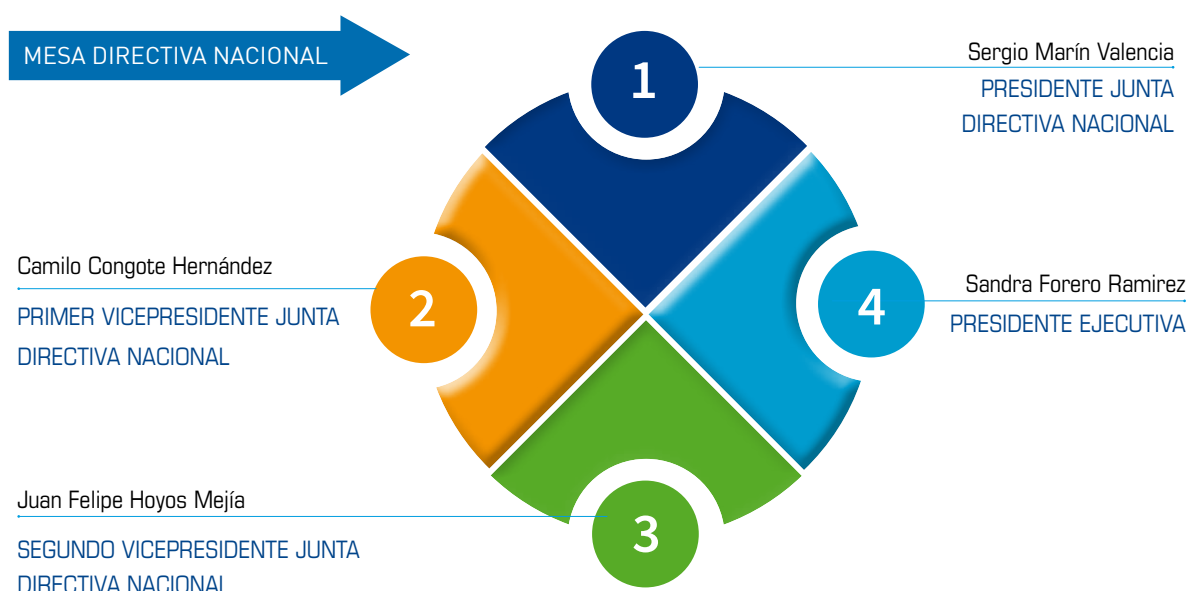 MESA DIRECTIVA NACIONAL
1
Sergio Marín Valencia
PRESIDENTE JUNTA
DIRECTIVA NACIONAL
Camilo Congote Hernández
PRIMER VICEPRESIDENTE JUNTA
DIRECTIVA NACIONAL
2
4
Sandra Forero Ramirez
PRESIDENTE EJECUTIVA
Juan Felipe Hoyos Mejía
SEGUNDO VICEPRESIDENTE JUNTA
DIRECTIVA NACIONAL
3